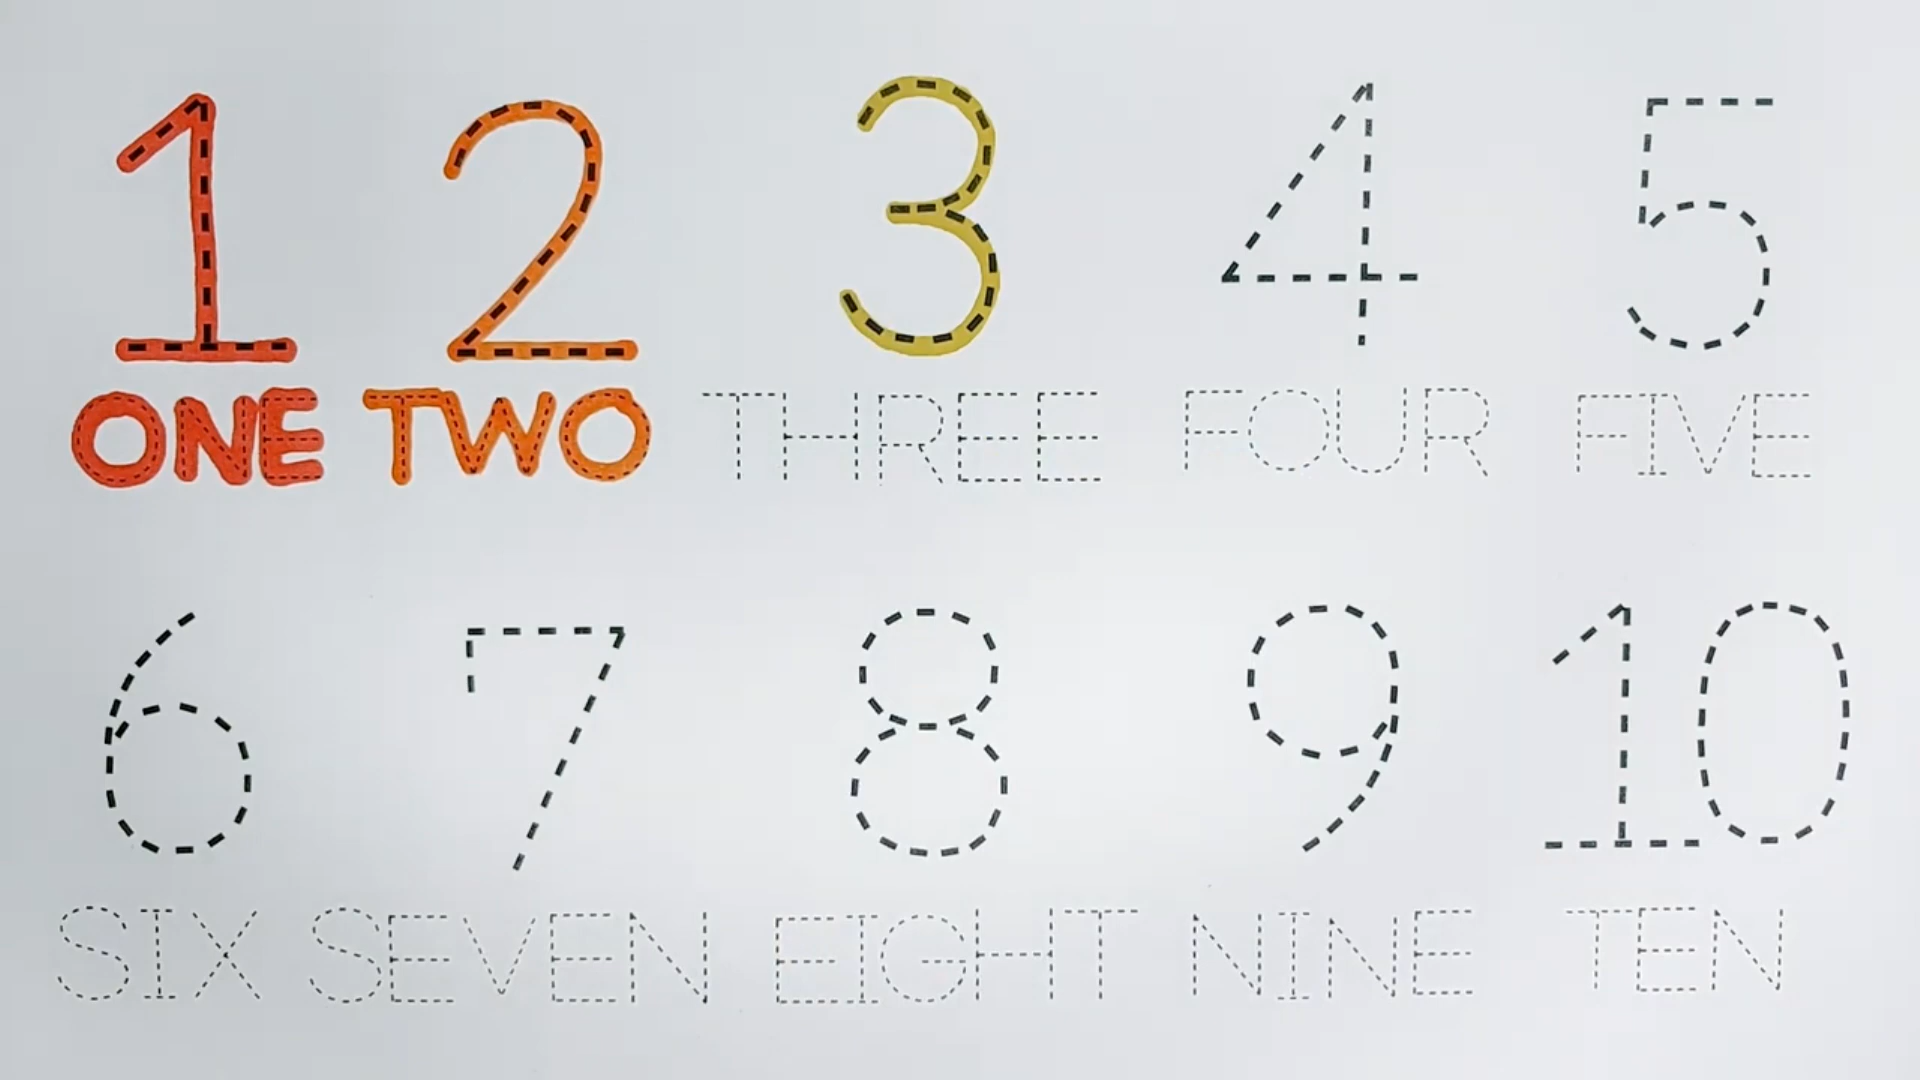 1 2 3 4 5
ONE TWO THREE FOUR FIVE
6 7 8 9 10
SIX SEVEN EIGHT NINE TEN